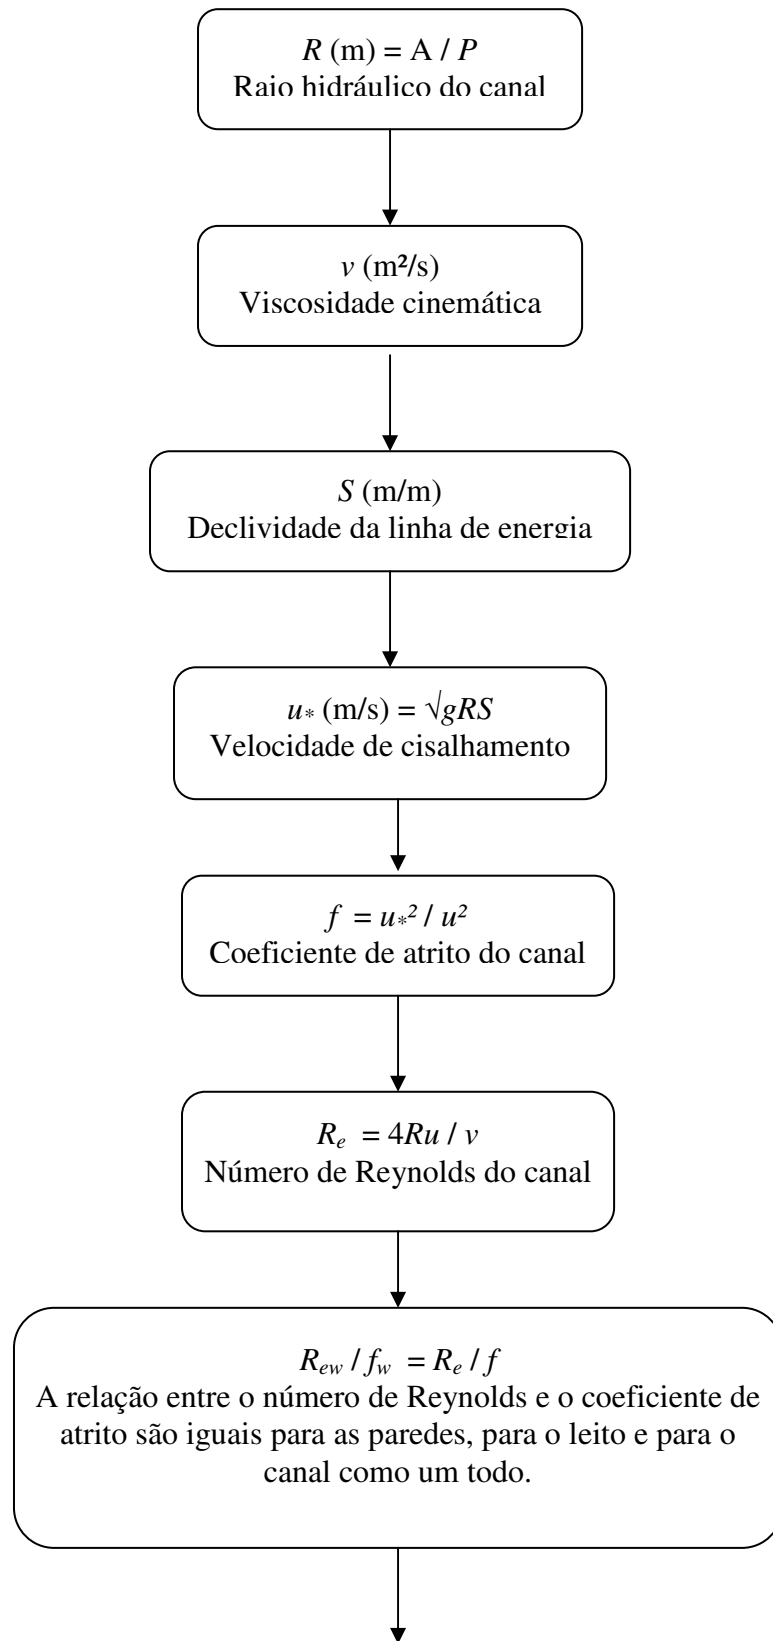 R (m) = A / P
Raio hidráulico do canal
v (m²/s)
Viscosidade cinemática
S (m/m)
Declividade da linha de energia
u* (m/s) = √gRS
Velocidade de cisalhamento
f = u*² / u²
Coeficiente de atrito do canal
Re = 4Ru / v
Número de Reynolds do canal
Rew / fw = Re / f
A relação entre o número de Reynolds e o coeficiente de
atrito são iguais para as paredes, para o leito e para o
canal como um todo.